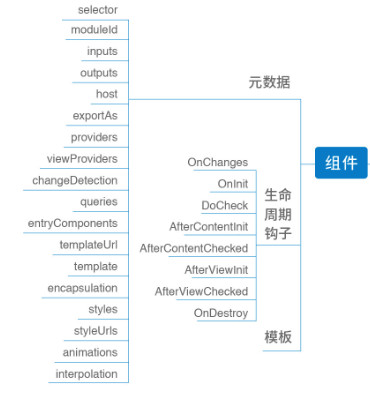 selector
moduleId
inputs
outputs
host
exportAs
providers
viewProviders
changeDetection
queries
entryComponents
templateUrl
template
encapsulation
styles
styleUrls
animations
interpolation
元数据
OnChanges
OnInit
DoCheck
AfterContentInit
AfterContentChecked
AfterViewInit
AfterViewChecked
OnDestroy
生命
周期
钩子
模板
组件